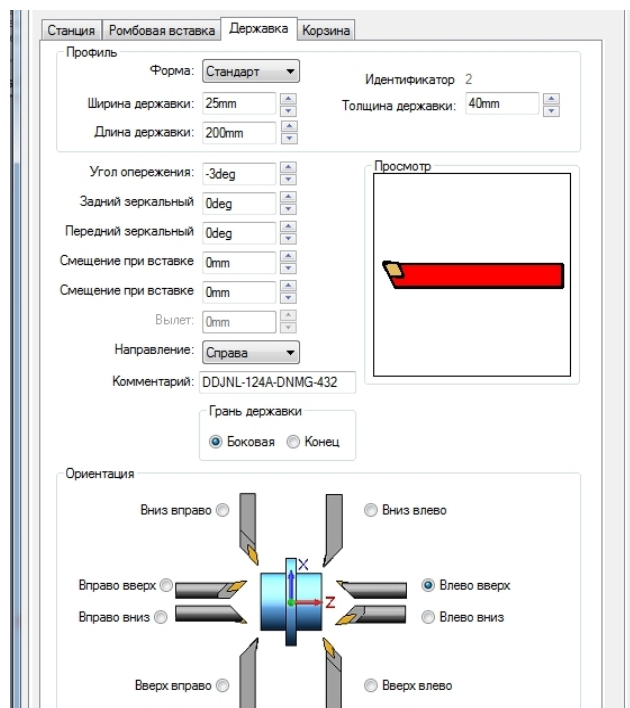 Станция Ромбовая вставка Державка Корзина
Профиль
Форма: Стандарт
Идентификатор 2
Ширина державки: 25mm
Толщина державки: 40mm
Длина державки: 200mm
Угол опережения: -3deg
Просмотр
Задний зеркальный 0deg
Передний зеркальный 0deg
Смещение при вставке 0mm
Смещение при вставке 0mm
Вылет: 0mm
Направление: Справа
Комментарий: DDJNL-124A-DNMG-432
Грань державки
Боковая Конец
Ориентация
Вниз вправо Вниз влево
X
Вправо вверх Влево вверх
Z
Вправо вниз Влево вниз
Вверх вправо Вверх влево